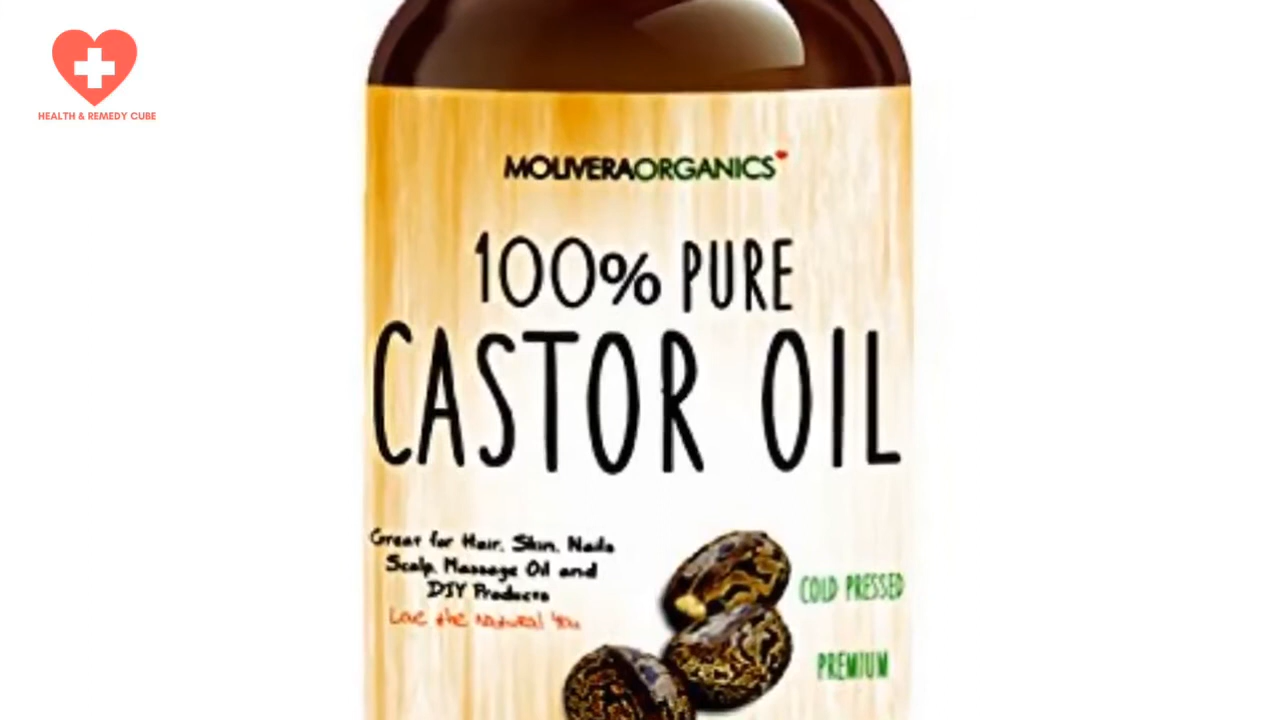 HEALTH & REMEDY CUBE
MOLIVERAORGANICS
100% PURE
CASTOR OIL
Great for Hair, Skin, Nails
Scalp, Massage Oil and
DIY Products
Love the Natural You
COLD PRESSED
PREMIUM